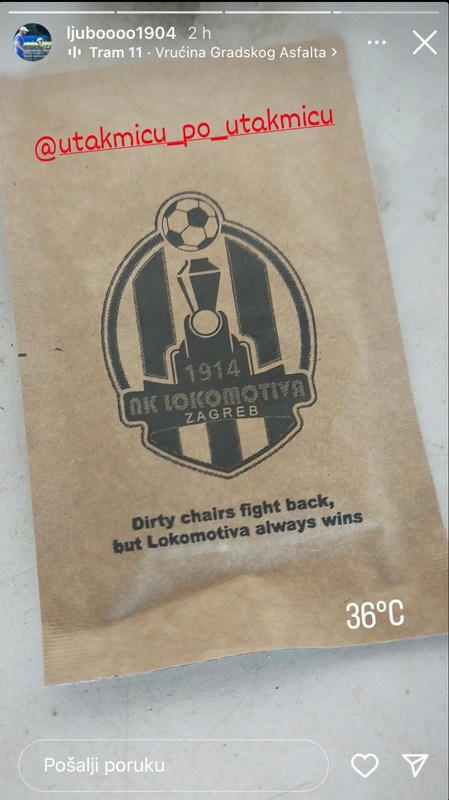 ljuboooo1904 2 h
Tram 11 · Vrućina Gradskog Asfalta >
@utakmicu_po_utakmicu
1914
NK LOKOMOTIVA
ZAGREB
Dirty chairs fight back,
but Lokomotiva always wins
36°C
Pošalji poruku